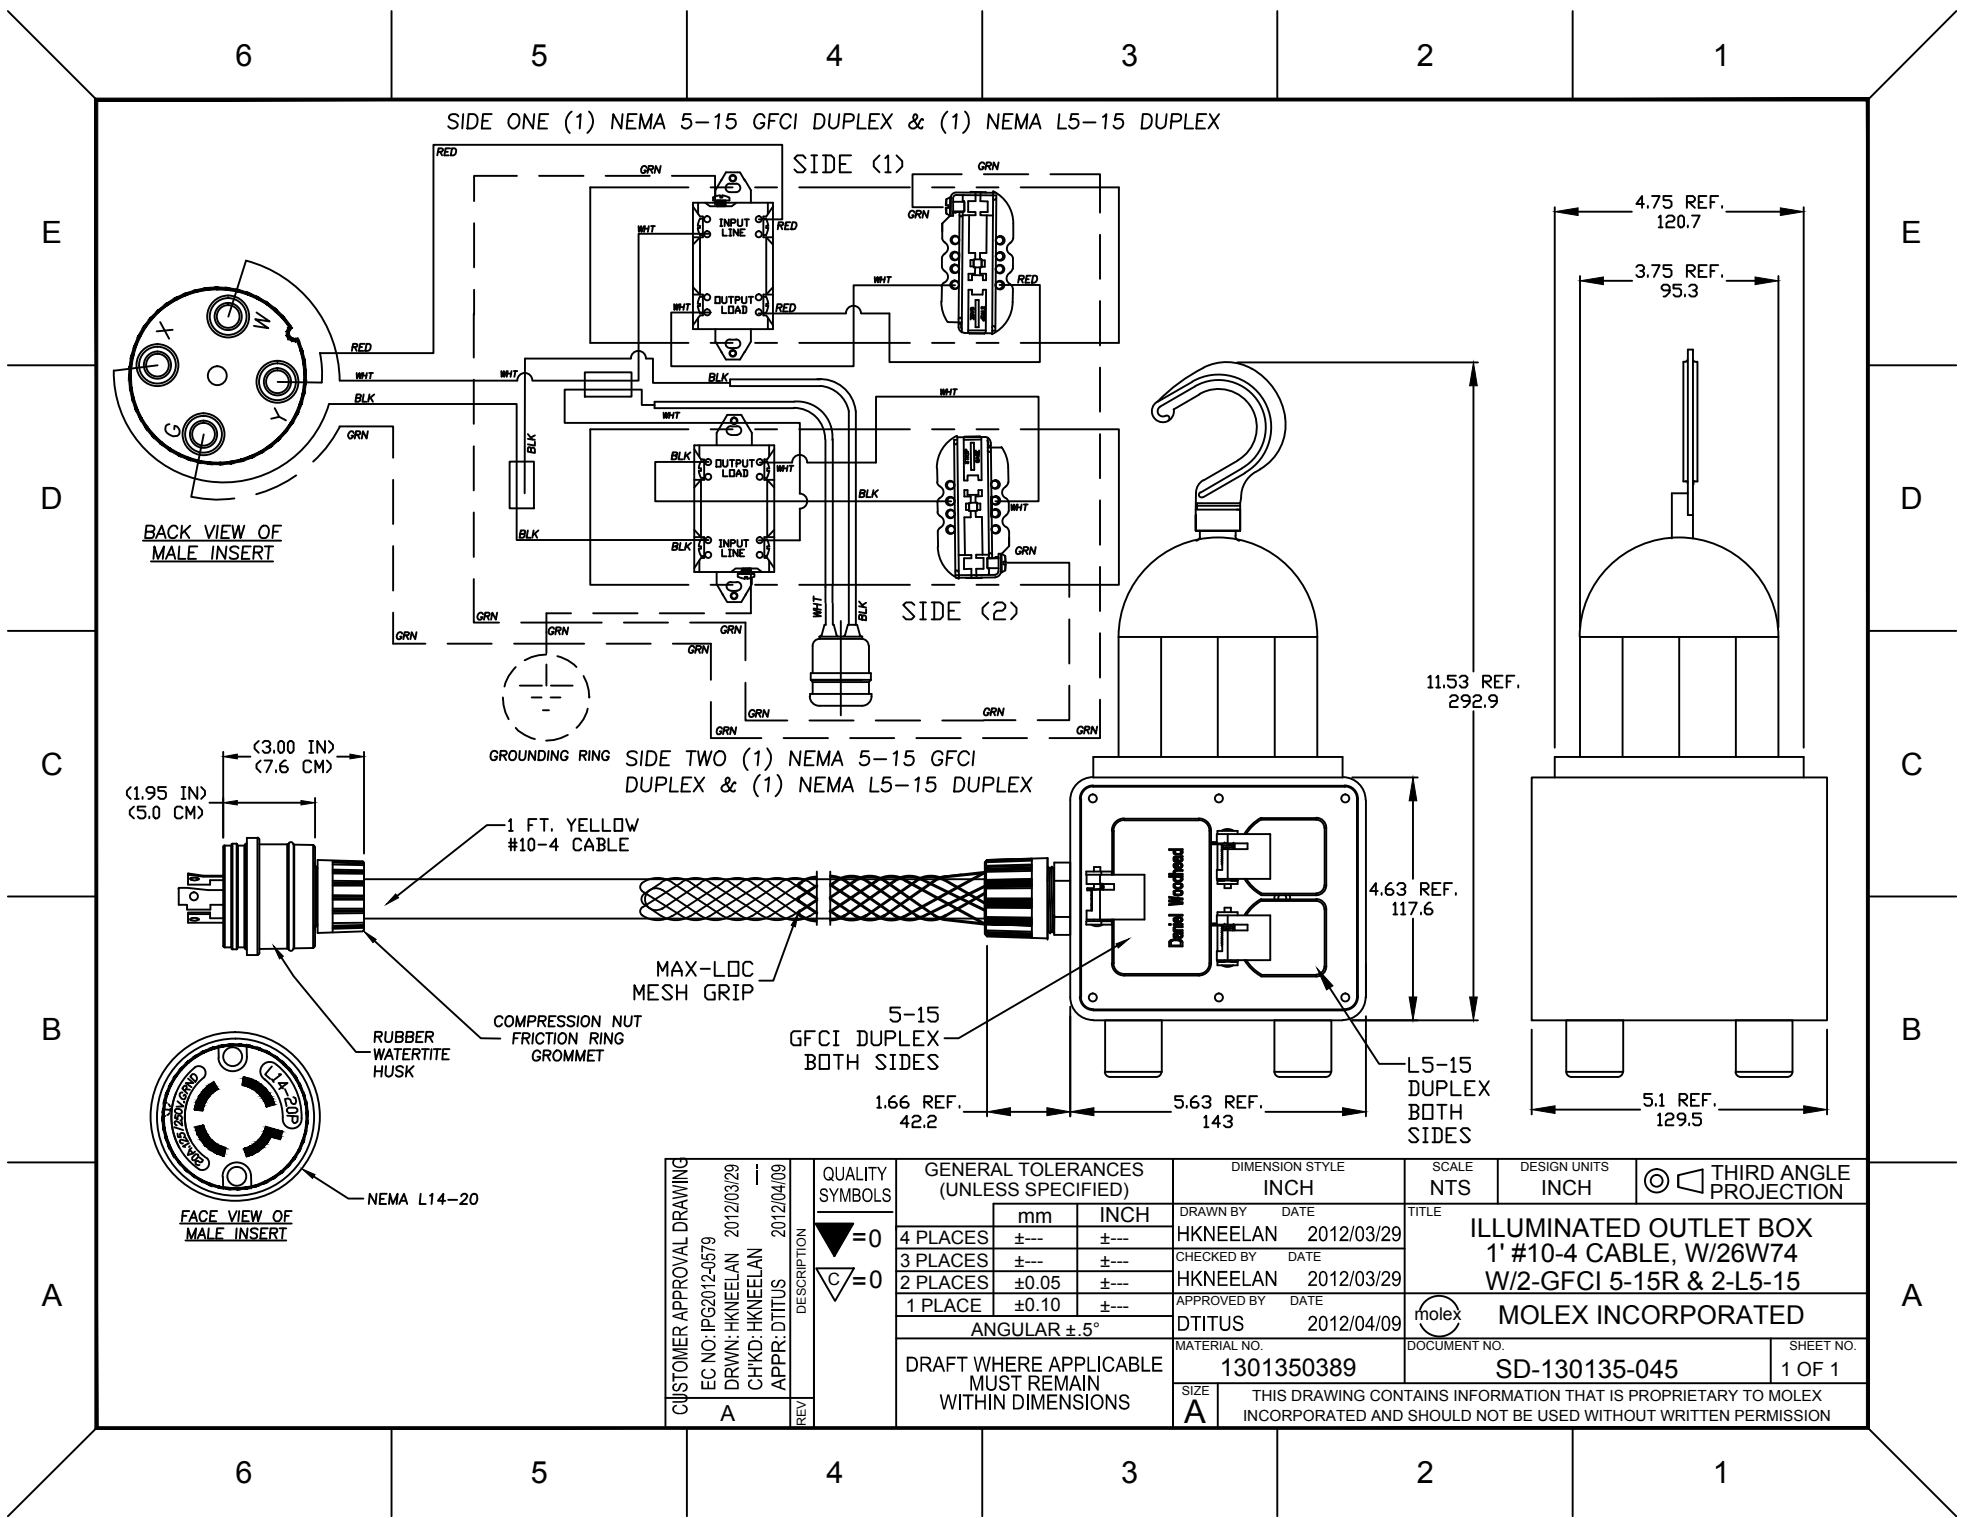 6 5 4 3 2 1
E
D
C
B
A
E
D
C
B
A
SIDE ONE (1) NEMA 5-15 GFCI DUPLEX & (1) NEMA L5-15 DUPLEX
SIDE (1)
RED
GRN
GRN
GRN
WHT
INPUT
LINE
RED
WHT
RED
WHT
OUTPUT
LOAD
RED
X
W
G
Y
RED
WHT
WHT
BLK
GRN
BLK
WHT
WHT
BLK
BLK
OUTPUT
LOAD
WHT
BLK
WHT
BLK
BLK
INPUT
LINE
GRN
BACK VIEW OF
MALE INSERT
WHT
BLK
SIDE (2)
GRN
GRN
GRN
GRN
GRN
GRN
GRN
GRN
GRN
GROUNDING RING
SIDE TWO (1) NEMA 5-15 GFCI
DUPLEX & (1) NEMA L5-15 DUPLEX
4.75 REF.
120.7
3.75 REF.
95.3
11.53 REF.
292.9
(3.00 IN)
(7.6 CM)
(1.95 IN)
(5.0 CM)
1 FT. YELLOW
#10-4 CABLE
Daniel Woodhead
4.63 REF.
117.6
MAX-LOC
MESH GRIP
5-15
GFCI DUPLEX
BOTH SIDES
COMPRESSION NUT
FRICTION RING
GROMMET
RUBBER
WATERTITE
HUSK
L5-15
DUPLEX
BOTH
SIDES
1.66 REF.
42.2
5.63 REF.
143
5.1 REF.
129.5
L14-20P
20A.125/250V.GRND
NEMA L14-20
FACE VIEW OF
MALE INSERT
CUSTOMER APPROVAL DRAWING
EC NO: IPG2012-0579
DRWN: HKNEELAN 2012/03/29
CH'KD: HKNEELAN ---
APPR: DTITUS 2012/04/09
DESCRIPTION
A
REV
QUALITY
SYMBOLS
=0
C =0
GENERAL TOLERANCES
(UNLESS SPECIFIED)
mm INCH
4 PLACES ±--- ±---
3 PLACES ±--- ±---
2 PLACES ±0.05 ±---
1 PLACE ±0.10 ±---
ANGULAR ±.5°
DRAFT WHERE APPLICABLE
MUST REMAIN
WITHIN DIMENSIONS
DIMENSION STYLE
INCH
SCALE
NTS
DESIGN UNITS
INCH
THIRD ANGLE
PROJECTION
DRAWN BY DATE
HKNEELAN 2012/03/29
CHECKED BY DATE
HKNEELAN 2012/03/29
APPROVED BY DATE
DTITUS 2012/04/09
TITLE
ILLUMINATED OUTLET BOX
1' #10-4 CABLE, W/26W74
W/2-GFCI 5-15R & 2-L5-15
molex
MOLEX INCORPORATED
MATERIAL NO.
1301350389
DOCUMENT NO.
SD-130135-045
SHEET NO.
1 OF 1
SIZE
A
THIS DRAWING CONTAINS INFORMATION THAT IS PROPRIETARY TO MOLEX
INCORPORATED AND SHOULD NOT BE USED WITHOUT WRITTEN PERMISSION
6 5 4 3 2 1